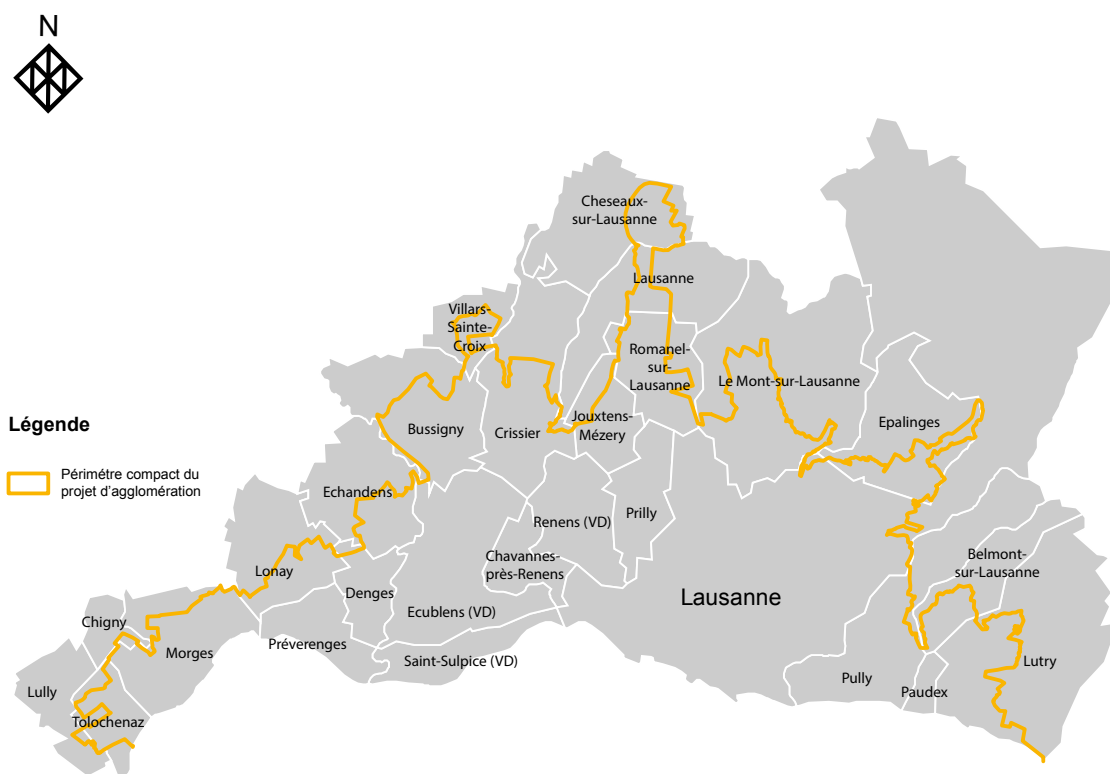 N
Cheseaux-
sur-Lausanne
Lausanne
Villars-
Sainte-
Croix
Romanel-
sur-
Lausanne
Le Mont-sur-Lausanne
Légende
Périmétre compact du
projet d'agglomération
Bussigny
Crissier
Jouxtens-
Mézery
Epalinges
Echandens
Renens (VD)
Prilly
Chavannes-
près-Renens
Belmont-
sur-Lausanne
Lonay
Denges
Ecublens (VD)
Lausanne
Chigny
Morges
Préverenges
Saint-Sulpice (VD)
Lully
Tolochenaz
Pully
Paudex
Lutry